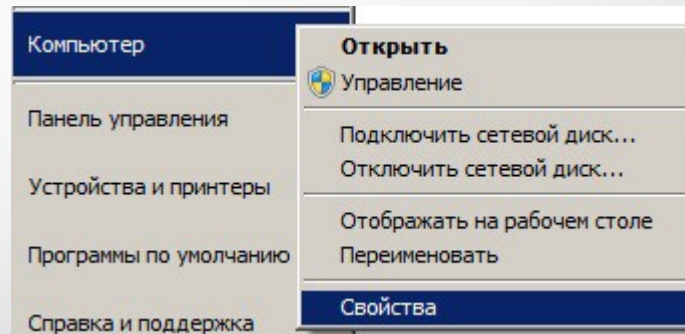 Компьютер
Панель управления
Устройства и принтеры
Программы по умолчанию
Справка и поддержка
Открыть
Управление
Подключить сетевой диск...
Отключить сетевой диск...
Отображать на рабочем столе
Переименовать
Свойства